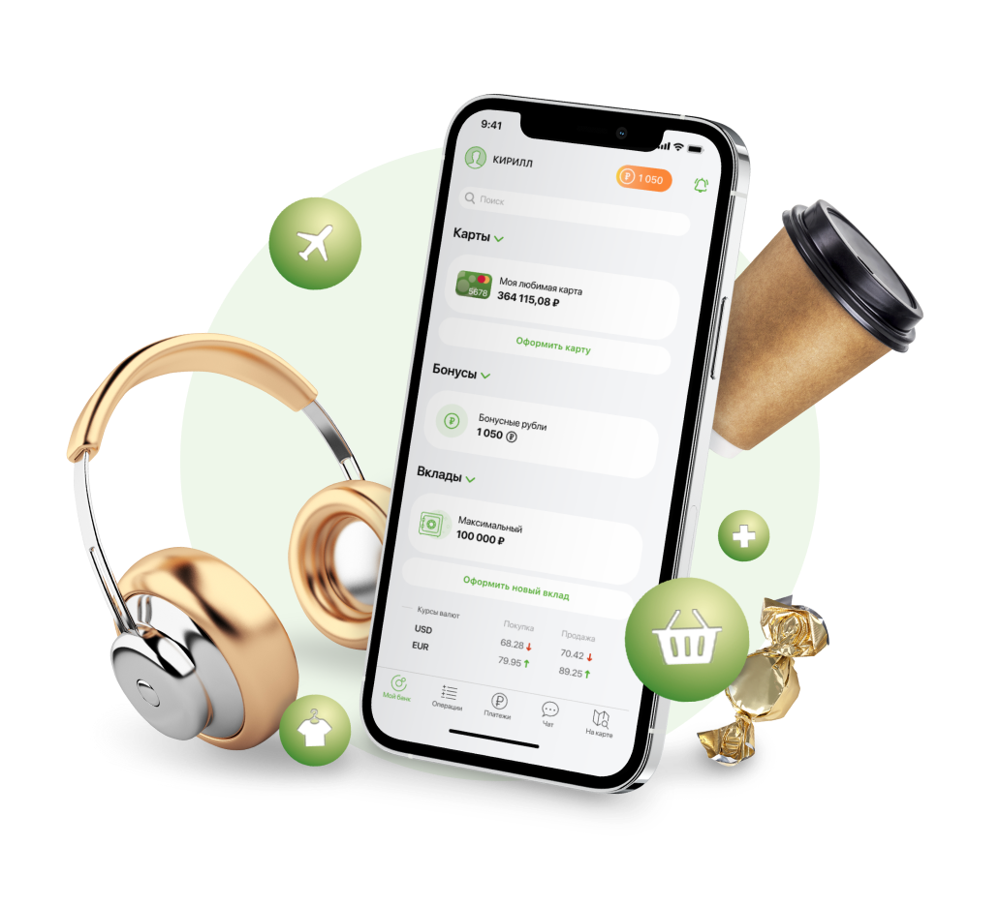 9:41
КИРИЛЛ
₽ 1 050
Поиск
Карты
5678
Моя любимая карта
364 115,08 ₽
Оформить карту
Бонусы
₽
Бонусные рубли
1 050 ₽
Вклады
Максимальный
100 000 ₽
Оформить новый вклад
Курсы валют Покупка Продажа
USD 68.28 70.42
EUR 79.95 89.25
₽
Мой банк Операции Платежи Чат На карте